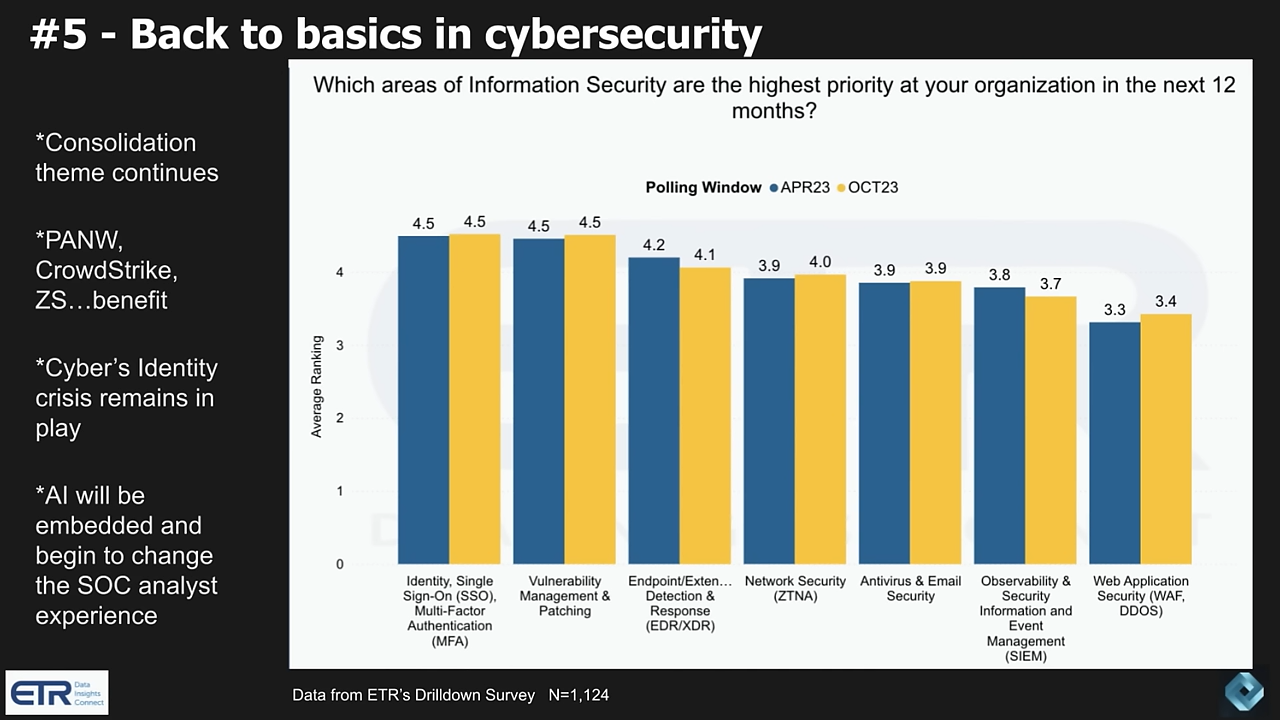 #5 - Back to basics in cybersecurity
*Consolidation
theme continues
*PANW,
CrowdStrike,
ZS…benefit
*Cyber’s Identity
crisis remains in
play
*AI will be
embedded and
begin to change
the SOC analyst
experience
Which areas of Information Security are the highest priority at your organization in the next 12
months?
Polling Window APR23 OCT23
4.5 4.5 4.5 4.5 4.2 4.1 3.9 4.0 3.9 3.9 3.8 3.7 3.3 3.4
Average Ranking
4
3
2
1
0
Identity, Single
Sign-On (SSO),
Multi-Factor
Authentication
(MFA)
Vulnerability
Management &
Patching
Endpoint/Exten…
Detection &
Response
(EDR/XDR)
Network Security
(ZTNA)
Antivirus & Email
Security
Observability &
Security
Information and
Event
Management
(SIEM)
Web Application
Security (WAF,
DDOS)
ETR Data
Insights
Connect
Data from ETR’s Drilldown Survey N=1,124